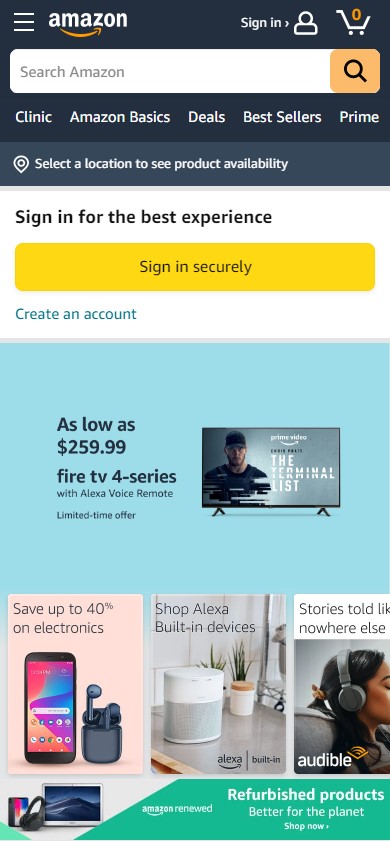 amazon
Sign in ›
0
Search Amazon
Clinic Amazon Basics Deals Best Sellers Prime
Select a location to see product availability
Sign in for the best experience
Sign in securely
Create an account
As low as
$259.99
fire tv 4-series
with Alexa Voice Remote
Limited-time offer
prime video
CHRIS PRATT
THE
TERMINAL
LIST
Save up to 40%
on electronics
Shop Alexa
Built-in devices
alexa | built-in
Stories told lik
nowhere else
audible
amazon renewed
Refurbished products
Better for the planet
Shop now ›